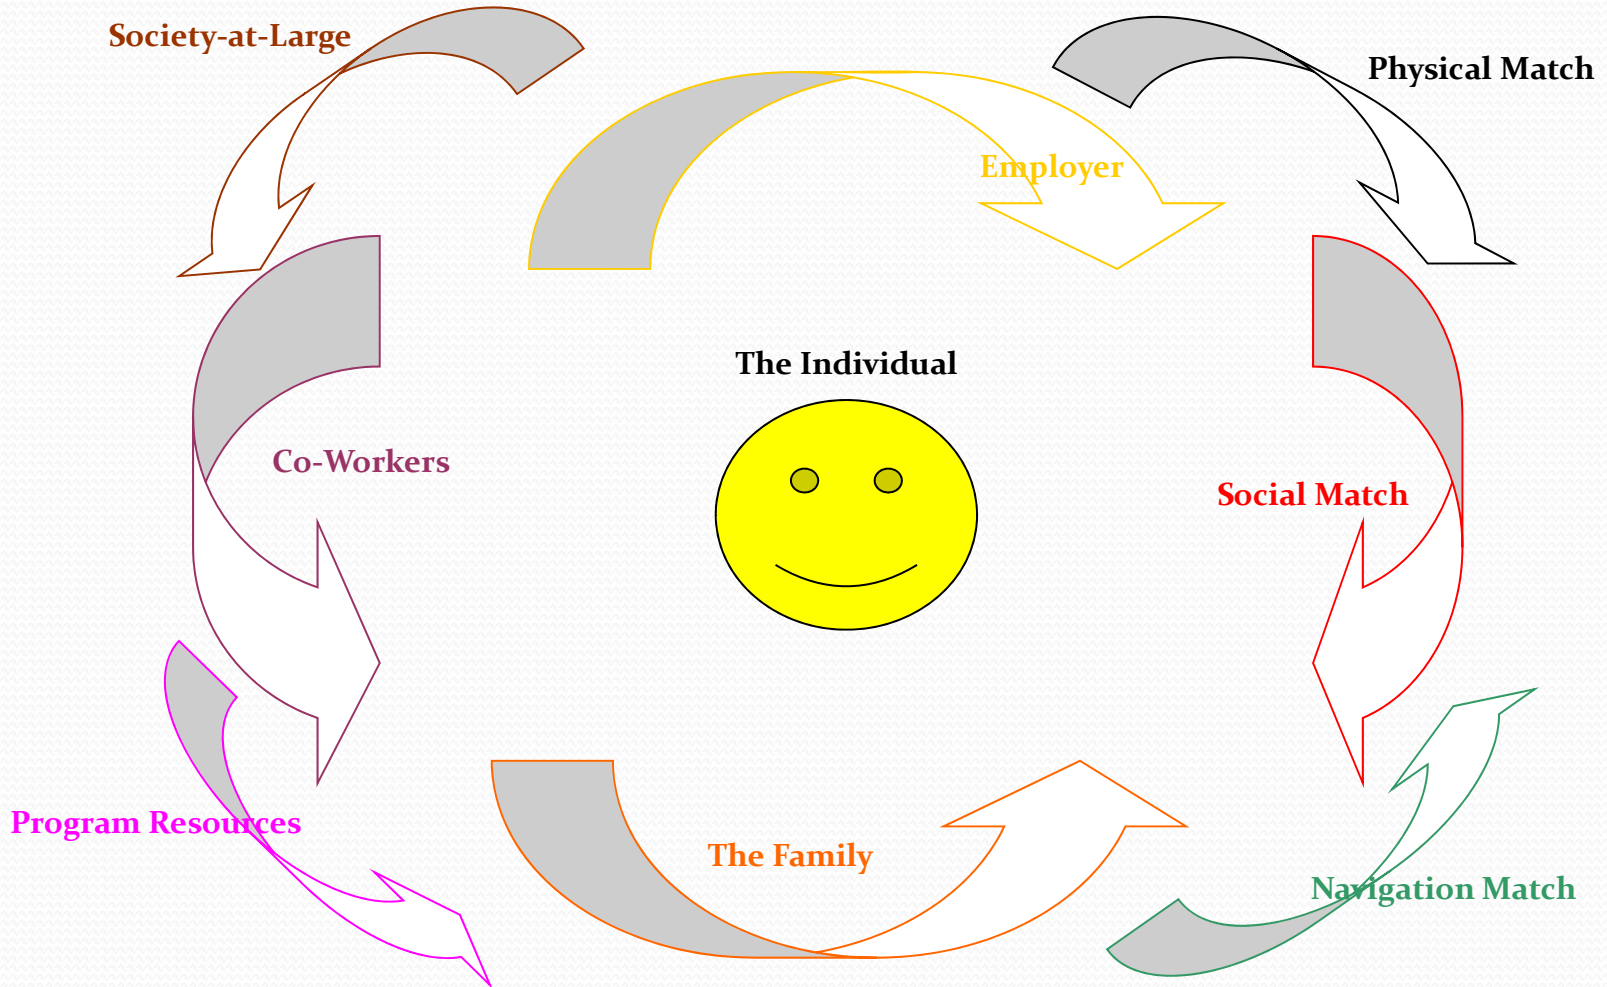 Society-at-Large
Physical Match
Employer
The Individual
Co-Workers
Social Match
Program Resources
The Family
Navigation Match